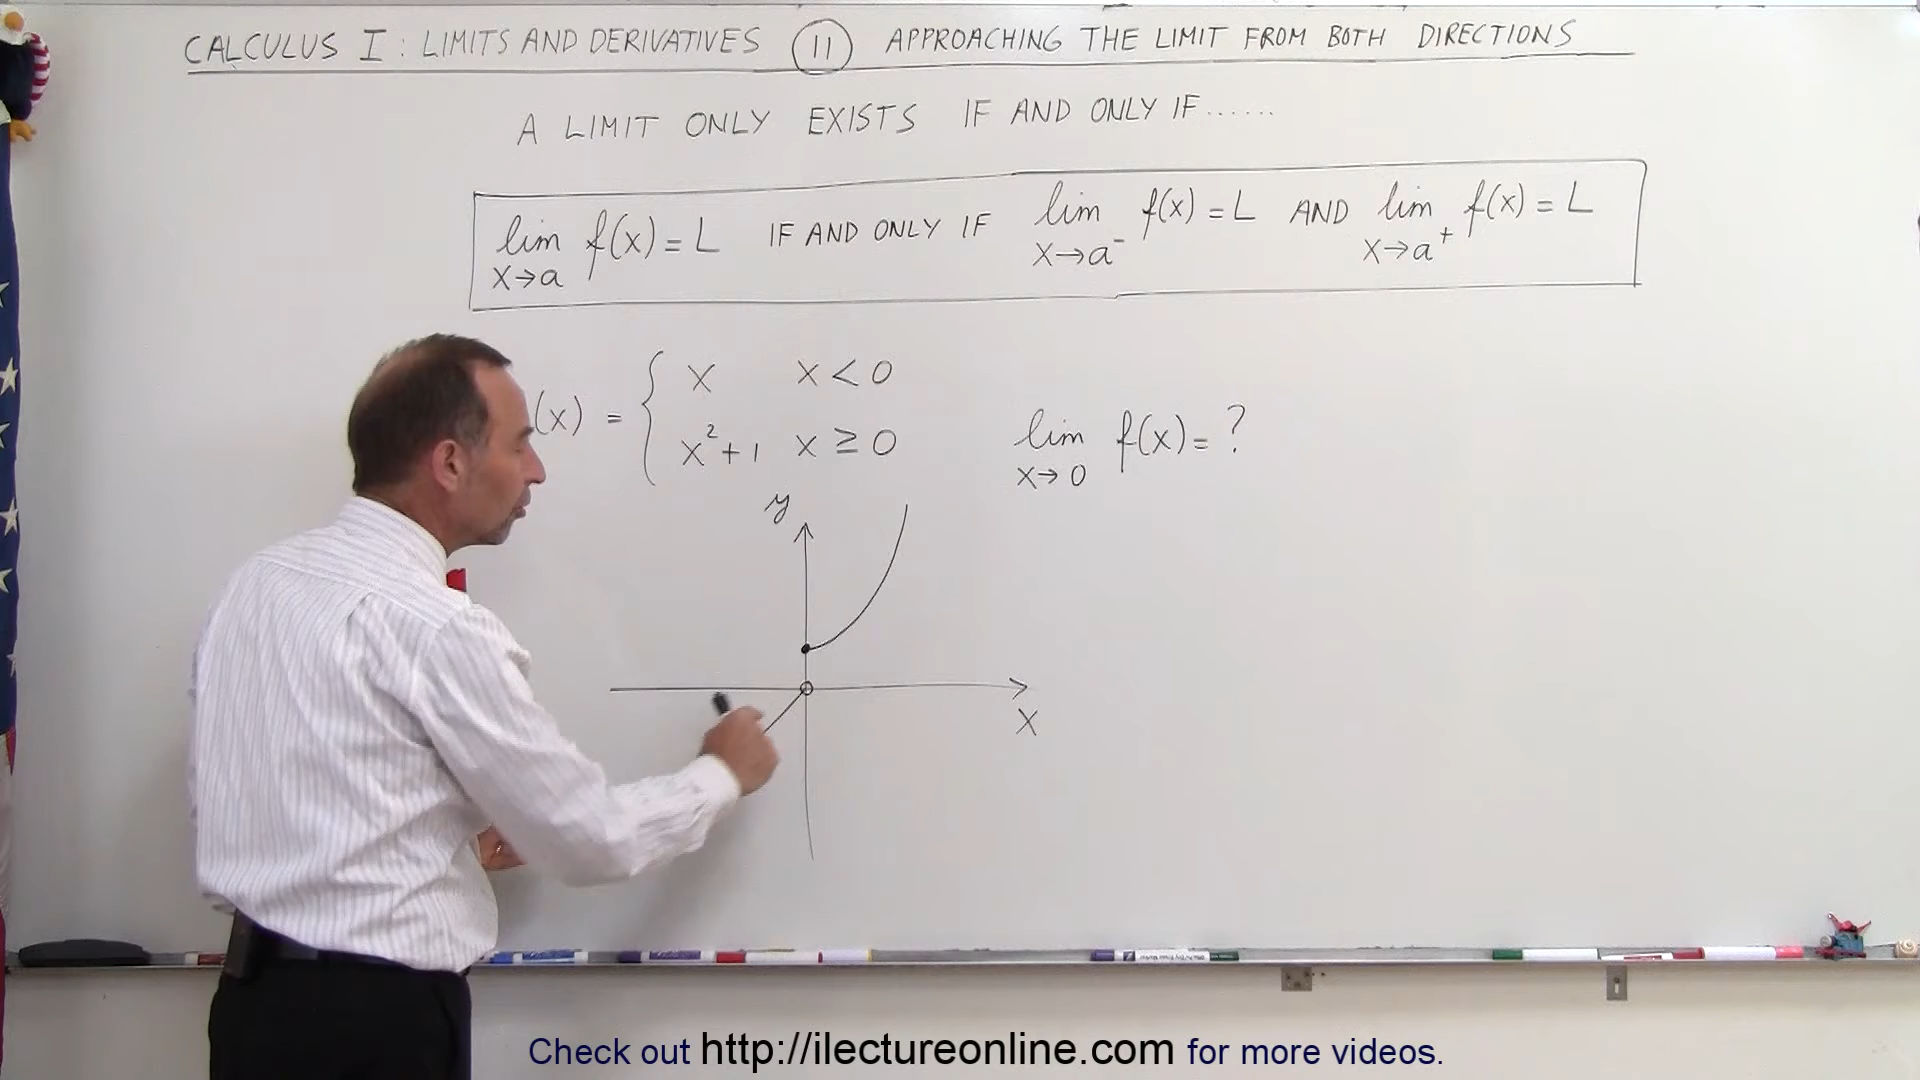 CALCULUS I : LIMITS AND DERIVATIVES 11 APPROACHING THE LIMIT FROM BOTH DIRECTIONS
A LIMIT ONLY EXISTS IF AND ONLY IF......
lim x→a f(x) = L IF AND ONLY IF lim x→a⁻ f(x) = L AND lim x→a⁺ f(x) = L
(x) = { x x < 0
x² + 1 x ≥ 0
lim x→0 f(x) = ?
y
x
Check out http://ilectureonline.com for more videos.